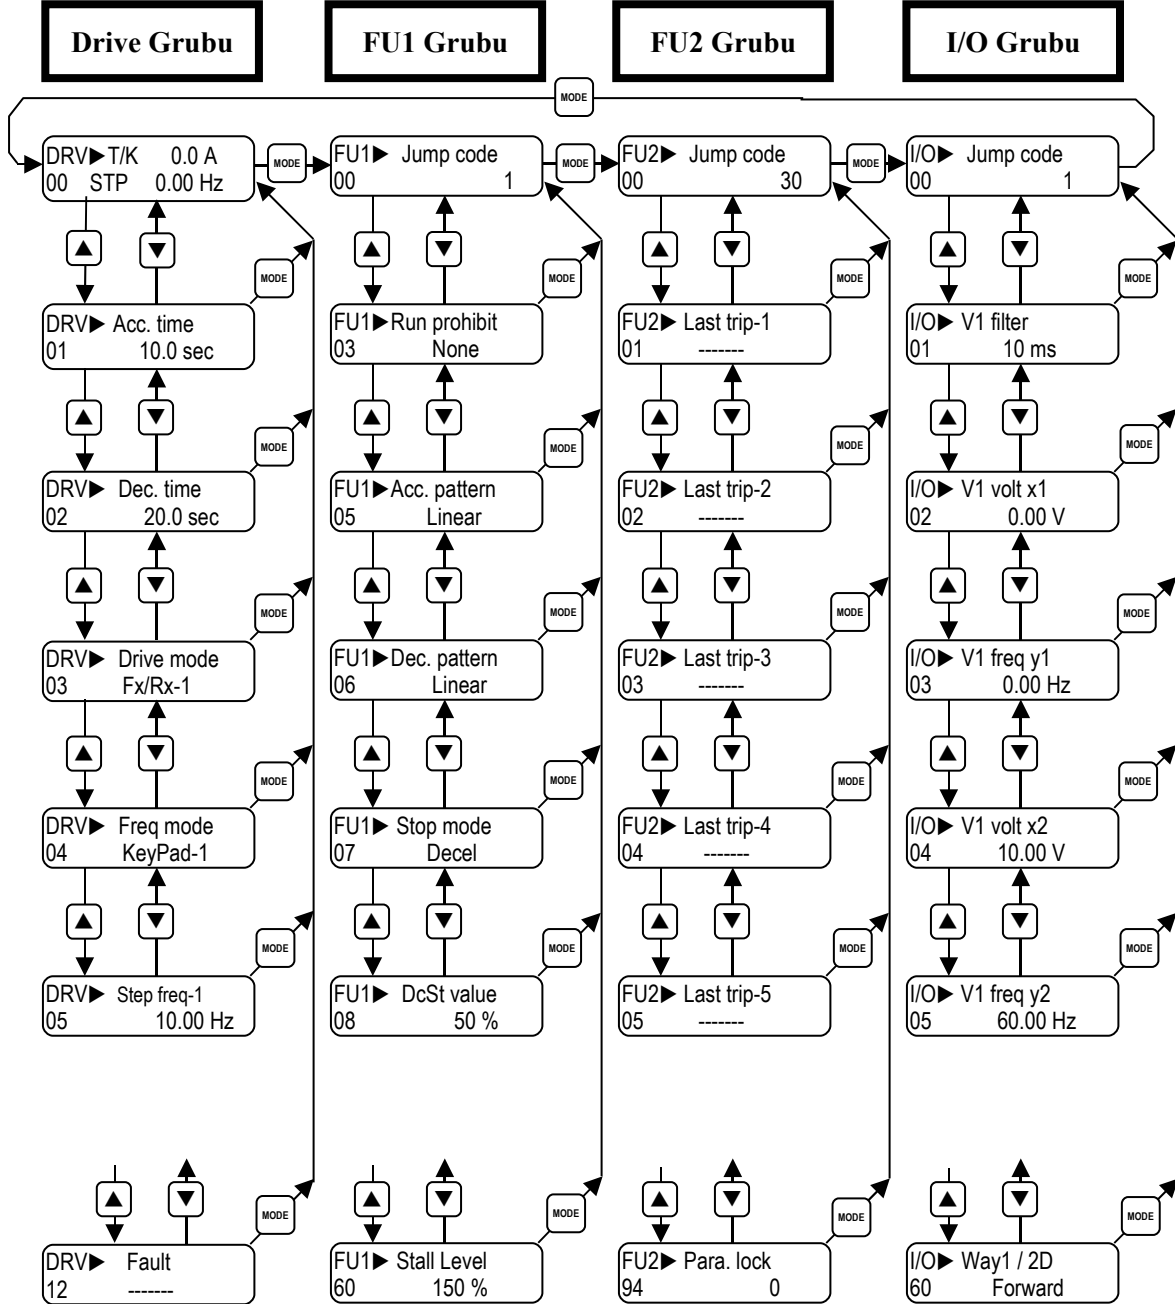 Drive Grubu
FU1 Grubu
FU2 Grubu
I/O Grubu
MODE
DRV▶ T/K 0.0 A
00 STP 0.00 Hz
MODE
FU1▶ Jump code
00 1
MODE
FU2▶ Jump code
00 30
MODE
I/O▶ Jump code
00 1
▲ ▼ MODE
▲ ▼ MODE
▲ ▼ MODE
▲ ▼ MODE
DRV▶ Acc. time
01 10.0 sec
FU1▶ Run prohibit
03 None
FU2▶ Last trip-1
01 -------
I/O▶ V1 filter
01 10 ms
▲ ▼ MODE
▲ ▼ MODE
▲ ▼ MODE
▲ ▼ MODE
DRV▶ Dec. time
02 20.0 sec
FU1▶ Acc. pattern
05 Linear
FU2▶ Last trip-2
02 -------
I/O▶ V1 volt x1
02 0.00 V
▲ ▼ MODE
▲ ▼ MODE
▲ ▼ MODE
▲ ▼ MODE
DRV▶ Drive mode
03 Fx/Rx-1
FU1▶ Dec. pattern
06 Linear
FU2▶ Last trip-3
03 -------
I/O▶ V1 freq y1
03 0.00 Hz
▲ ▼ MODE
▲ ▼ MODE
▲ ▼ MODE
▲ ▼ MODE
DRV▶ Freq mode
04 KeyPad-1
FU1▶ Stop mode
07 Decel
FU2▶ Last trip-4
04 -------
I/O▶ V1 volt x2
04 10.00 V
▲ ▼ MODE
▲ ▼ MODE
▲ ▼ MODE
▲ ▼ MODE
DRV▶ Step freq-1
05 10.00 Hz
FU1▶ DcSt value
08 50 %
FU2▶ Last trip-5
05 -------
I/O▶ V1 freq y2
05 60.00 Hz
▲ ▼ MODE
▲ ▼ MODE
▲ ▼ MODE
▲ ▼ MODE
DRV▶ Fault
12 -------
FU1▶ Stall Level
60 150 %
FU2▶ Para. lock
94 0
I/O▶ Way1 / 2D
60 Forward